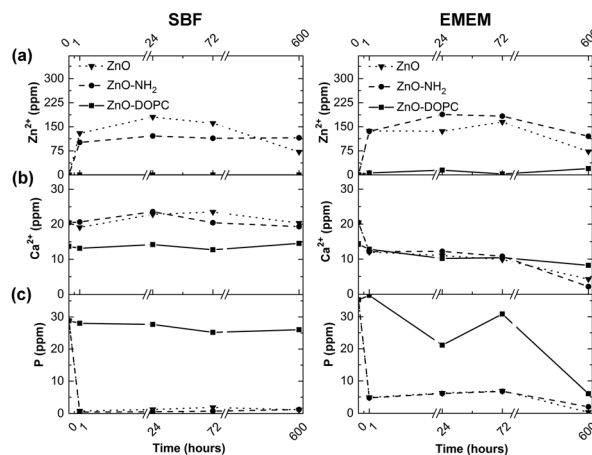 SBF
EMEM
0 1 24 72 600
0 1 24 72 600
(a)
Zn2+ (ppm)
300
225
150
75
0
ZnO
ZnO-NH2
ZnO-DOPC
Zn2+ (ppm)
300
225
150
75
0
ZnO
ZnO-NH2
ZnO-DOPC
(b)
Ca2+ (ppm)
30
20
10
0
Ca2+ (ppm)
30
20
10
0
(c)
P (ppm)
30
20
10
0
P (ppm)
30
20
10
0
0 1 24 72 600
0 1 24 72 600
Time (hours)
Time (hours)